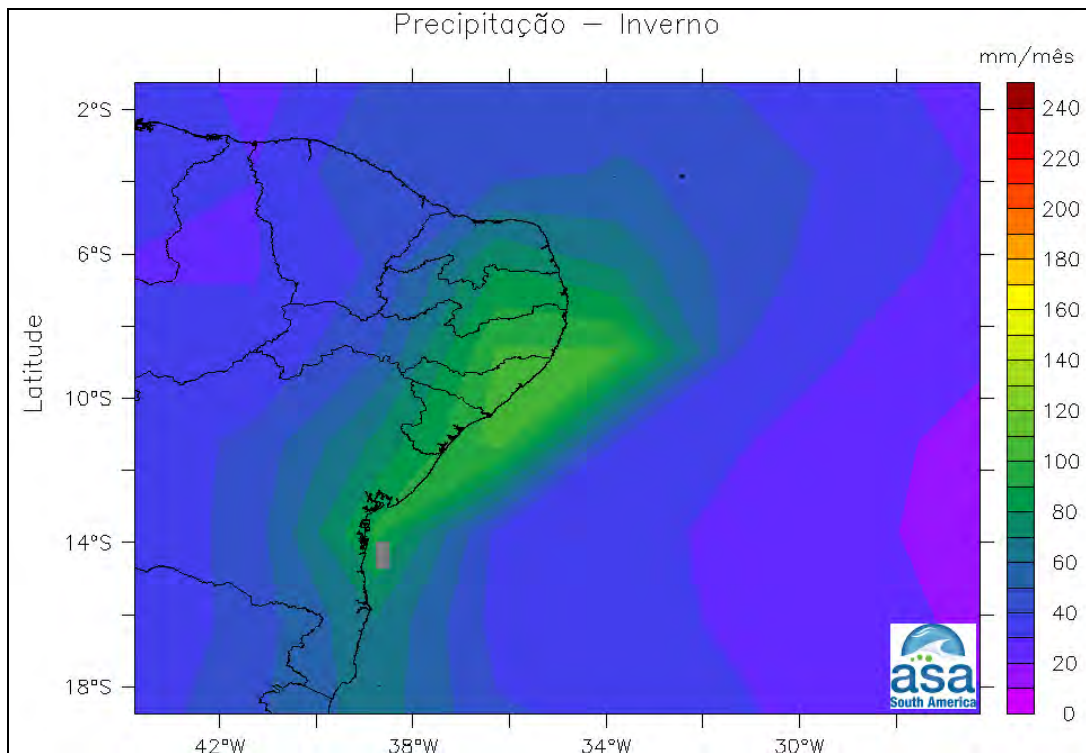 Precipitação – Inverno
mm/mês
240
220
200
180
160
140
120
100
80
60
40
20
0
Latitude
2°S
6°S
10°S
14°S
18°S
42°W
38°W
34°W
30°W
asa
South America